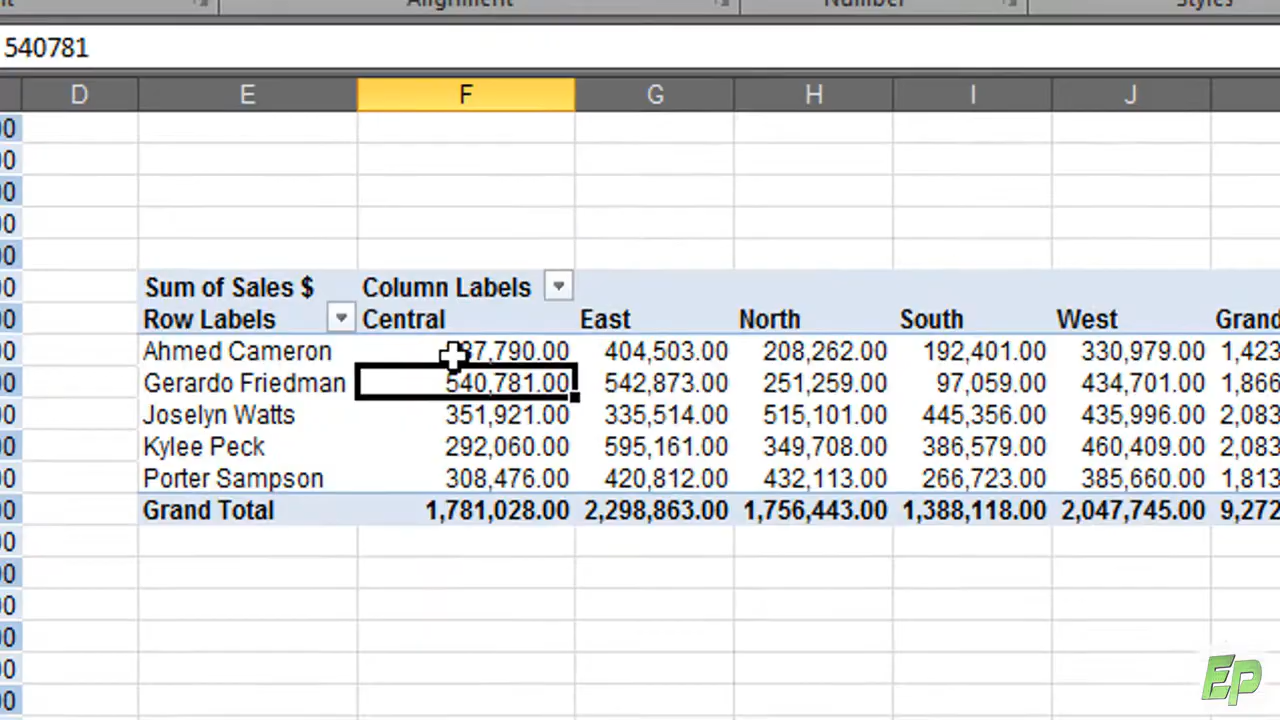 Alignment
Number
Styles
540781
D E F G H I J
Sum of Sales $ Column Labels
Row Labels Central East North South West Grand
Ahmed Cameron 404,503.00 208,262.00 192,401.00 330,979.00 1,423
Gerardo Friedman 540,781.00 542,873.00 251,259.00 97,059.00 434,701.00 1,866
Joselyn Watts 351,921.00 335,514.00 515,101.00 445,356.00 435,996.00 2,083
Kylee Peck 292,060.00 595,161.00 349,708.00 386,579.00 460,409.00 2,083
Porter Sampson 308,476.00 420,812.00 432,113.00 266,723.00 385,660.00 1,813
Grand Total 1,781,028.00 2,298,863.00 1,756,443.00 1,388,118.00 2,047,745.00 9,272
EP